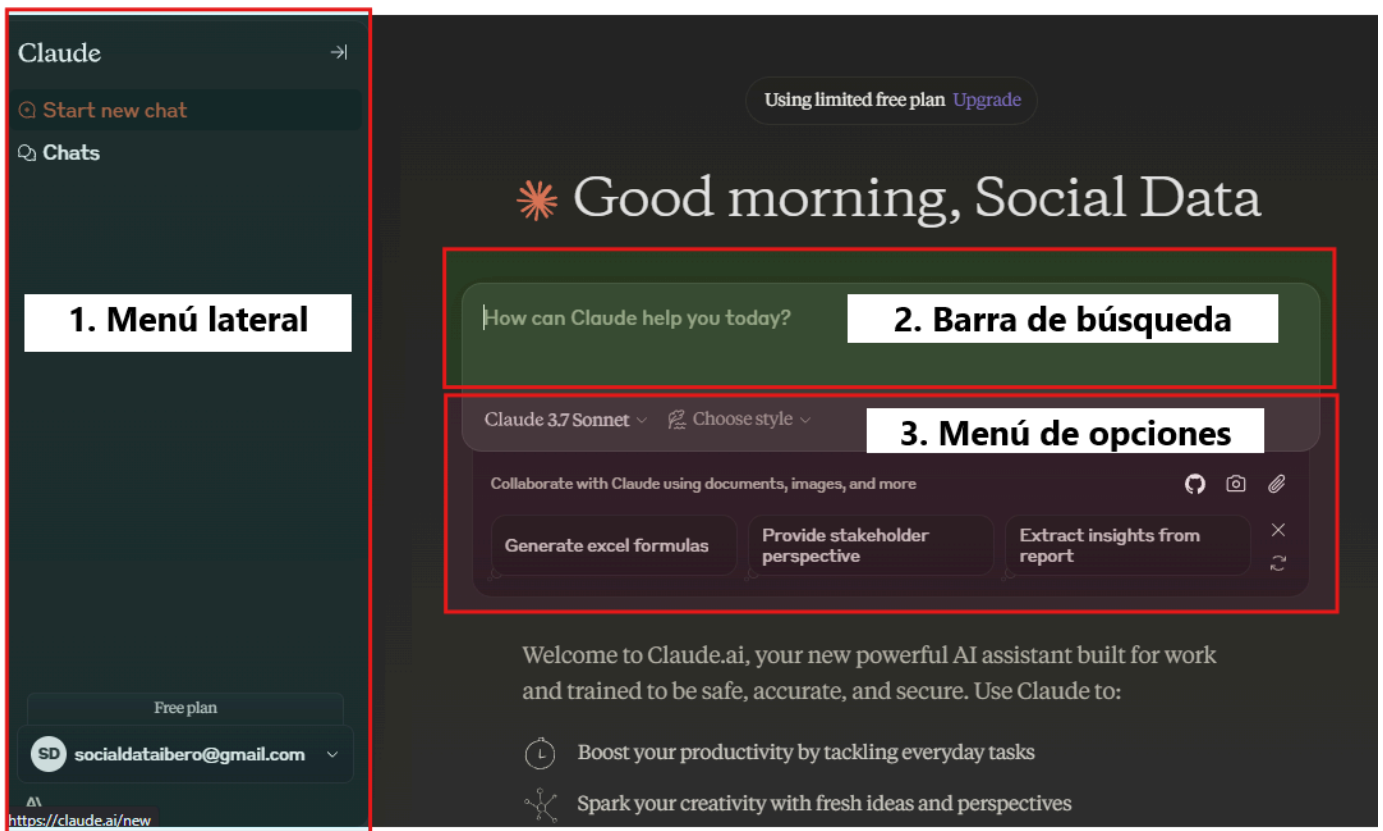 Claude
Start new chat
Chats
1. Menú lateral
Free plan
SD socialdataibero@gmail.com
https://claude.ai/new
Using limited free plan Upgrade
Good morning, Social Data
How can Claude help you today?
2. Barra de búsqueda
Claude 3.7 Sonnet Choose style
3. Menú de opciones
Collaborate with Claude using documents, images, and more
Generate excel formulas
Provide stakeholder
perspective
Extract insights from
report
Welcome to Claude.ai, your new powerful AI assistant built for work
and trained to be safe, accurate, and secure. Use Claude to:
Boost your productivity by tackling everyday tasks
Spark your creativity with fresh ideas and perspectives